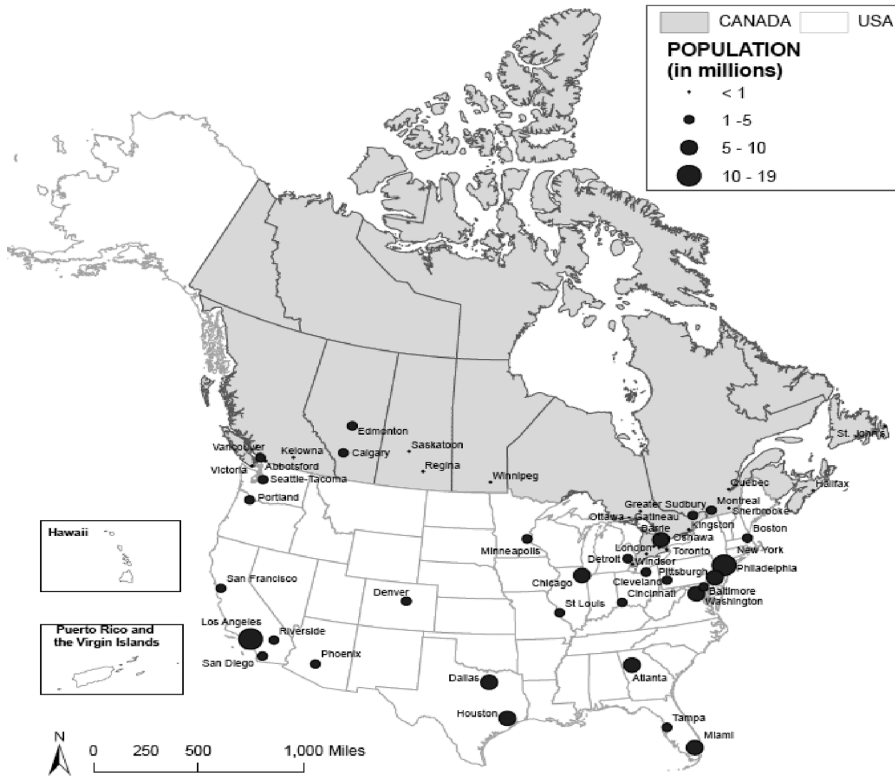 CANADA USA
POPULATION
(in millions)
< 1
1 -5
5 - 10
10 - 19
Edmonton
Saskatoon
Calgary
Kelowna
Vancouver
Abbotsford
Victoria
Regina
Winnipeg
Seattle-Tacoma
Portland
St. John's
Québec
Halifax
Greater Sudbury
Montreal
Sherbrooke
Ottawa - Gatineau
Kingston
Barrie
Oshawa
Boston
London
Toronto
Minneapolis
Detroit
Windsor
New York
Pittsburgh
Philadelphia
Chicago
Cleveland
Baltimore
Cincinnati
Washington
St Louis
Hawaii
San Francisco
Denver
Los Angeles
Riverside
Puerto Rico and
the Virgin Islands
San Diego
Phoenix
Dallas
Atlanta
Houston
Tampa
Miami
N
0 250 500 1,000 Miles